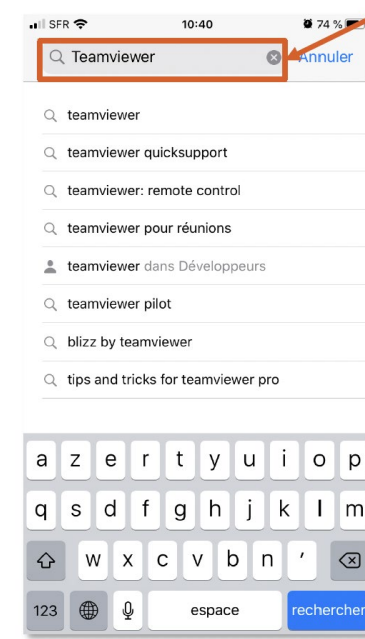 SFR 10:40 74 %
Teamviewer Annuler
teamviewer
teamviewer quicksupport
teamviewer: remote control
teamviewer pour réunions
teamviewer dans Développeurs
teamviewer pilot
blizz by teamviewer
tips and tricks for teamviewer pro
a z e r t y u i o p
q s d f g h j k l m
w x c v b n ’
123 espace rechercher